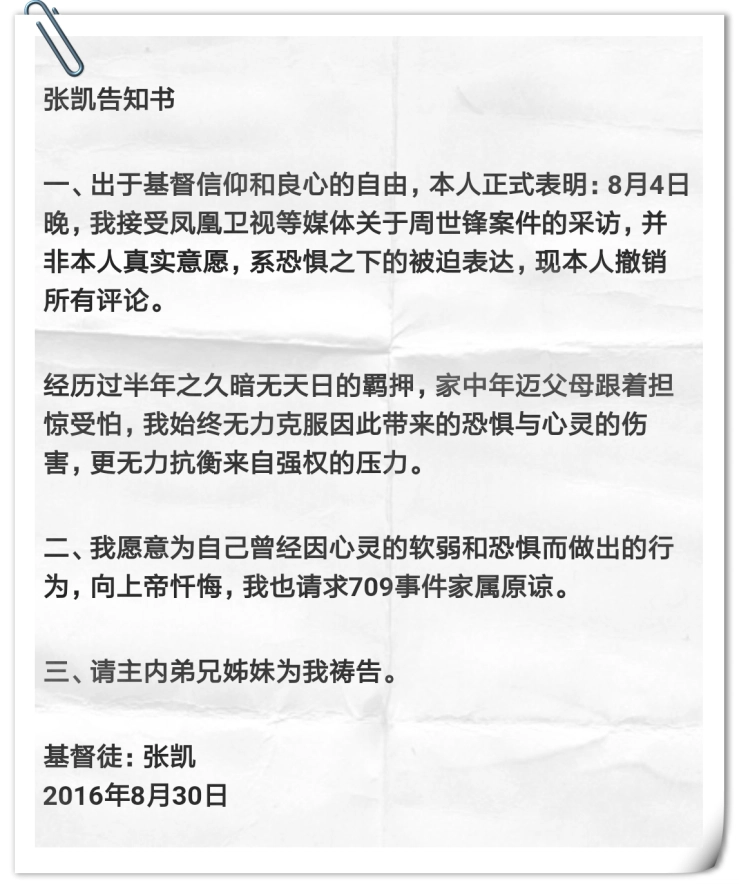 张凯告知书
一、出于基督信仰和良心的自由，本人正式表明：8月4日
晚，我接受凤凰卫视等媒体关于周世锋案件的采访，并
非本人真实意愿，系恐惧之下的被迫表达，现本人撤销
所有评论。
经历过半年之久暗无天日的羁押，家中年迈父母跟着担
惊受怕，我始终无力克服因此带来的恐惧与心灵的伤
害，更无力抗衡来自强权的压力。
二、我愿意为自己曾经因心灵的软弱和恐惧而做出的行
为，向上帝忏悔，我也请求709事件家属原谅。
三、请主内弟兄姊妹为我祷告。
基督徒：张凯
2016年8月30日